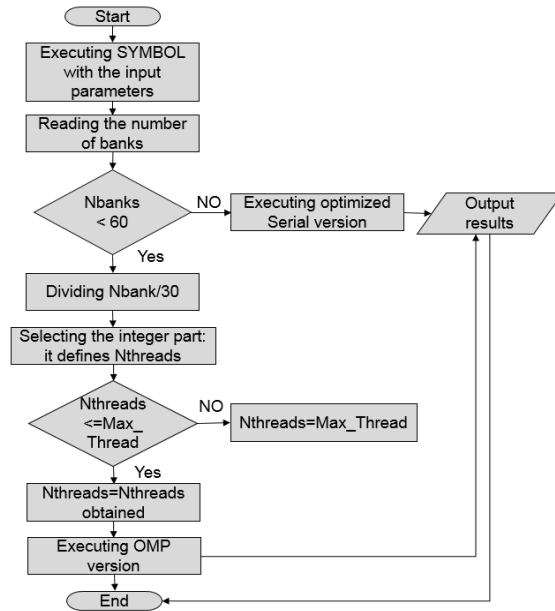 Start
Executing SYMBOL
with the input
parameters
Reading the number
of banks
Nbanks
< 60
NO
Executing optimized
Serial version
Output
results
Yes
Dividing Nbank/30
Selecting the integer part:
it defines Nthreads
Nthreads
<=Max_
Thread
NO
Nthreads=Max_Thread
Yes
Nthreads=Nthreads
obtained
Executing OMP
version
End